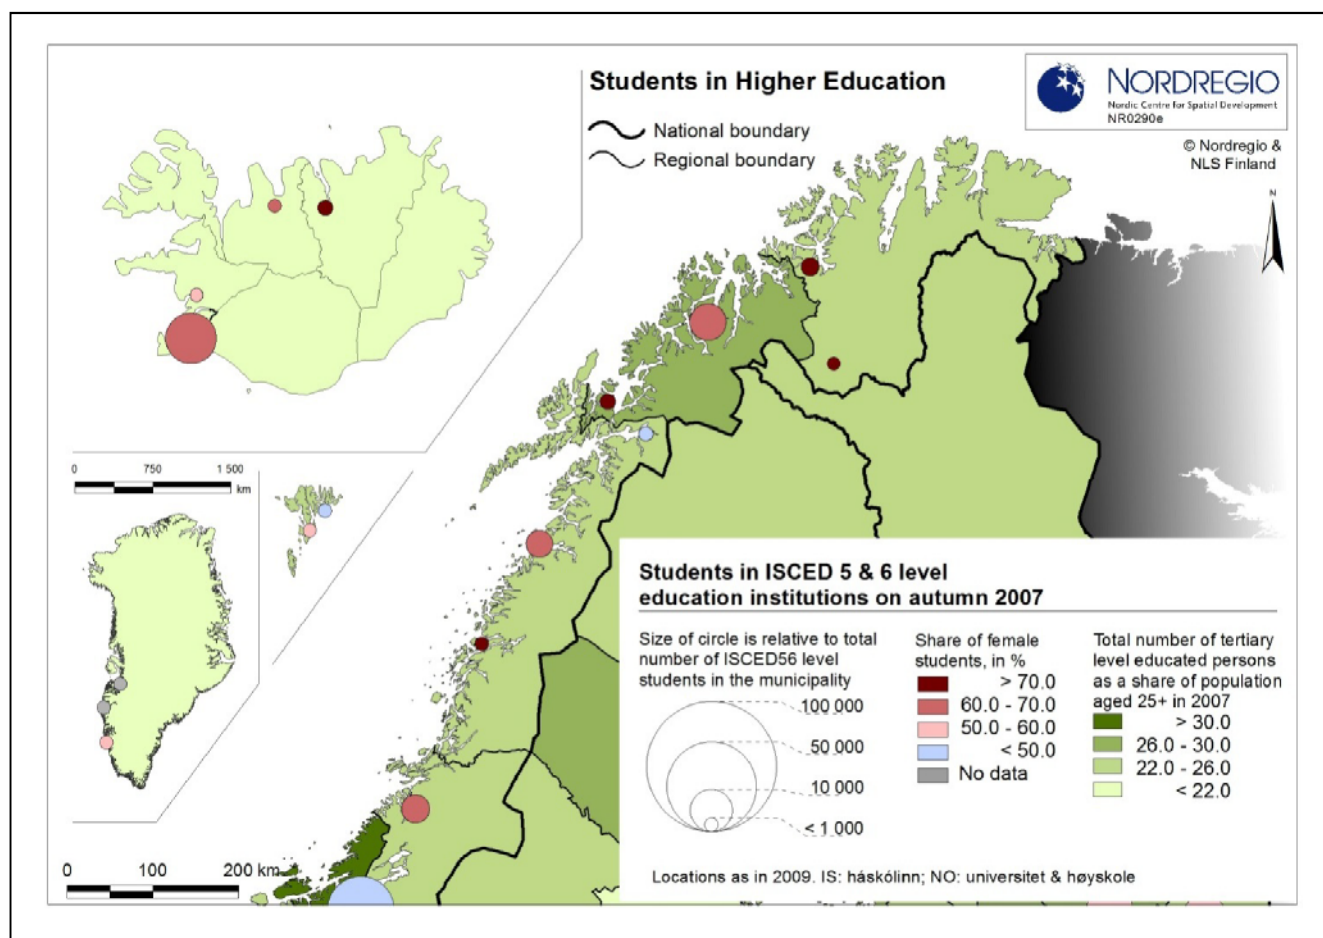 Students in Higher Education
National boundary
Regional boundary
NORDREGIO
Nordic Centre for Spatial Development
NR0290e
© Nordregio &
NLS Finland
N
0 750 1 500
km
Students in ISCED 5 & 6 level
education institutions on autumn 2007
Size of circle is relative to total
number of ISCED56 level
students in the municipality
100 000
50 000
10 000
< 1 000
Share of female
students, in %
> 70.0
60.0 - 70.0
50.0 - 60.0
< 50.0
No data
Total number of tertiary
level educated persons
as a share of population
aged 25+ in 2007
> 30.0
26.0 - 30.0
22.0 - 26.0
< 22.0
0 100 200 km
Locations as in 2009. IS: háskólinn; NO: universitet & høyskole